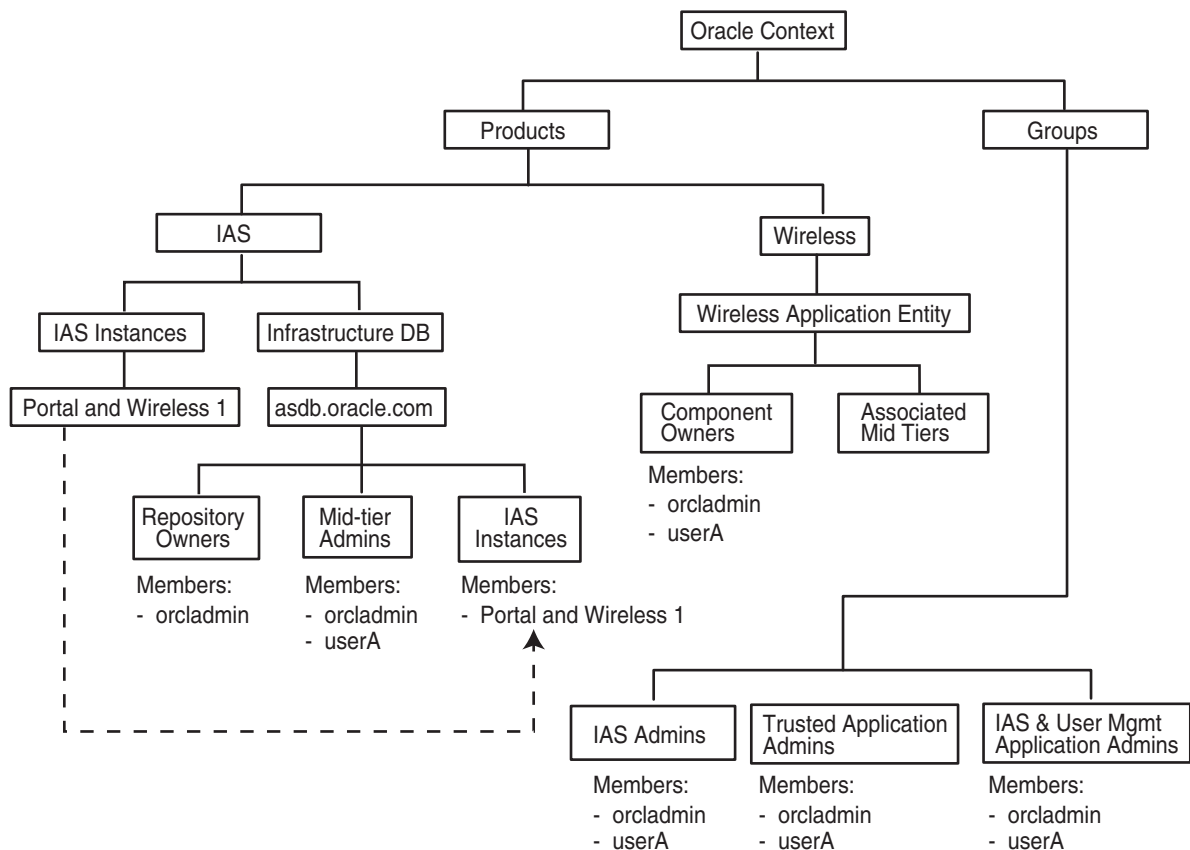 Oracle Context
Products
Groups
IAS
Wireless
IAS Instances
Infrastructure DB
Wireless Application Entity
Portal and Wireless 1
asdb.oracle.com
Component
Owners
Associated
Mid Tiers
Members:
- orcladmin
- userA
Repository
Owners
Mid-tier
Admins
IAS
Instances
Members:
- orcladmin
Members:
- orcladmin
- userA
Members:
- Portal and Wireless 1
IAS Admins
Trusted Application
Admins
IAS & User Mgmt
Application Admins
Members:
- orcladmin
- userA
Members:
- orcladmin
- userA
Members:
- orcladmin
- userA